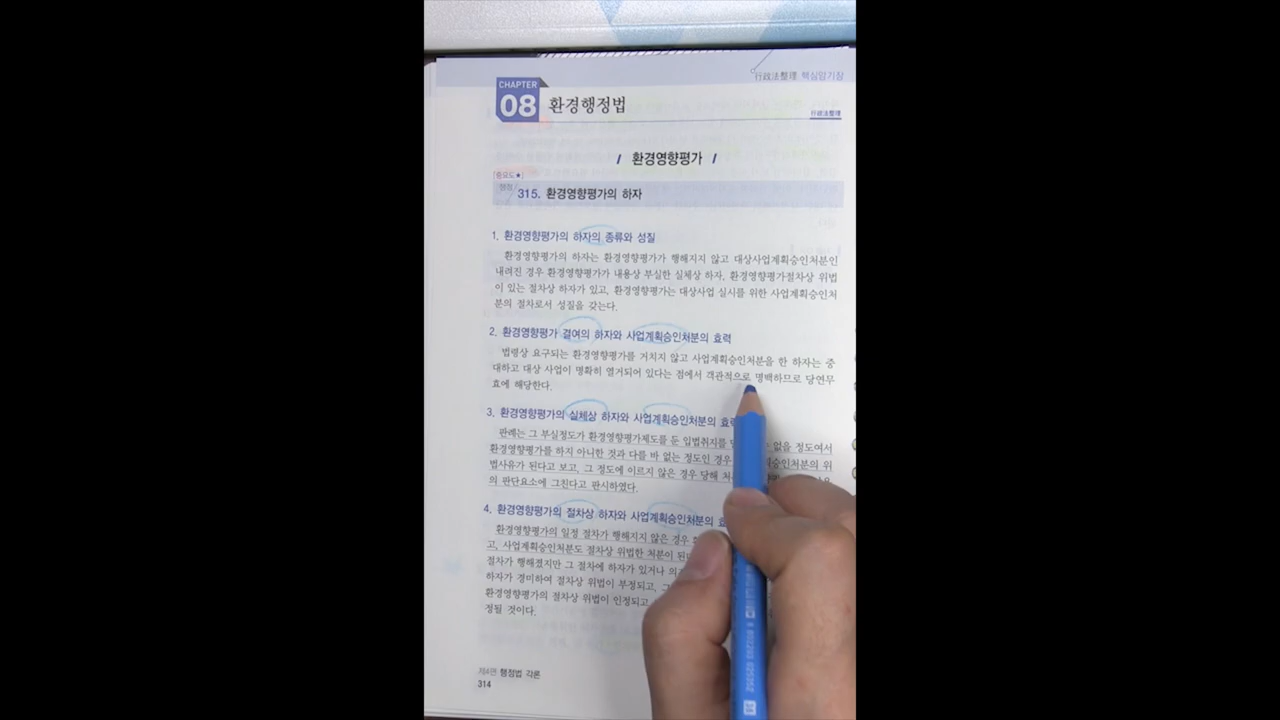 行政法整理 핵심암기장
CHAPTER
08 환경행정법
行政法整理
/ 환경영향평가 /
[중요도★]
315. 환경영향평가의 하자
1. 환경영향평가의 하자의 종류와 성질
환경영향평가의 하자는 환경영향평가가 행해지지 않고 대상사업계획승인처분인
내려진 경우 환경영향평가가 내용상 부실한 실체상 하자, 환경영향평가절차상 위법
이 있는 절차상 하자가 있고, 환경영향평가는 대상사업 실시를 위한 사업계획승인처
분의 절차로서 성질을 갖는다.
2. 환경영향평가 결여의 하자와 사업계획승인처분의 효력
법령상 요구되는 환경영향평가를 거치지 않고 사업계획승인처분을 한 하자는 중
대하고 대상 사업이 명확히 열거되어 있다는 점에서 객관적으로 명백하므로 당연무
효에 해당한다.
3. 환경영향평가의 실체상 하자와 사업계획승인처분의 효력
판례는 그 부실정도가 환경영향평가제도를 둔 입법취지를 없을 정도여서
환경영향평가를 하지 아니한 것과 다를 바 없는 정도인 경우 승인처분의 위
법사유가 된다고 보고, 그 정도에 이르지 않은 경우 당해 처
의 판단요소에 그친다고 판시하였다.
4. 환경영향평가의 절차상 하자와 사업계획승인처분의
환경영향평가의 일정 절차가 행해지지 않은 경우
고, 사업계획승인처분도 절차상 위법한 처분이 된
절차가 행해졌지만 그 절차에 하자가 있거나
하자가 경미하여 절차상 위법이 부정되고,
환경영향평가의 절차상 위법이 인정되고
정될 것이다.
제4편 행정법 각론
314